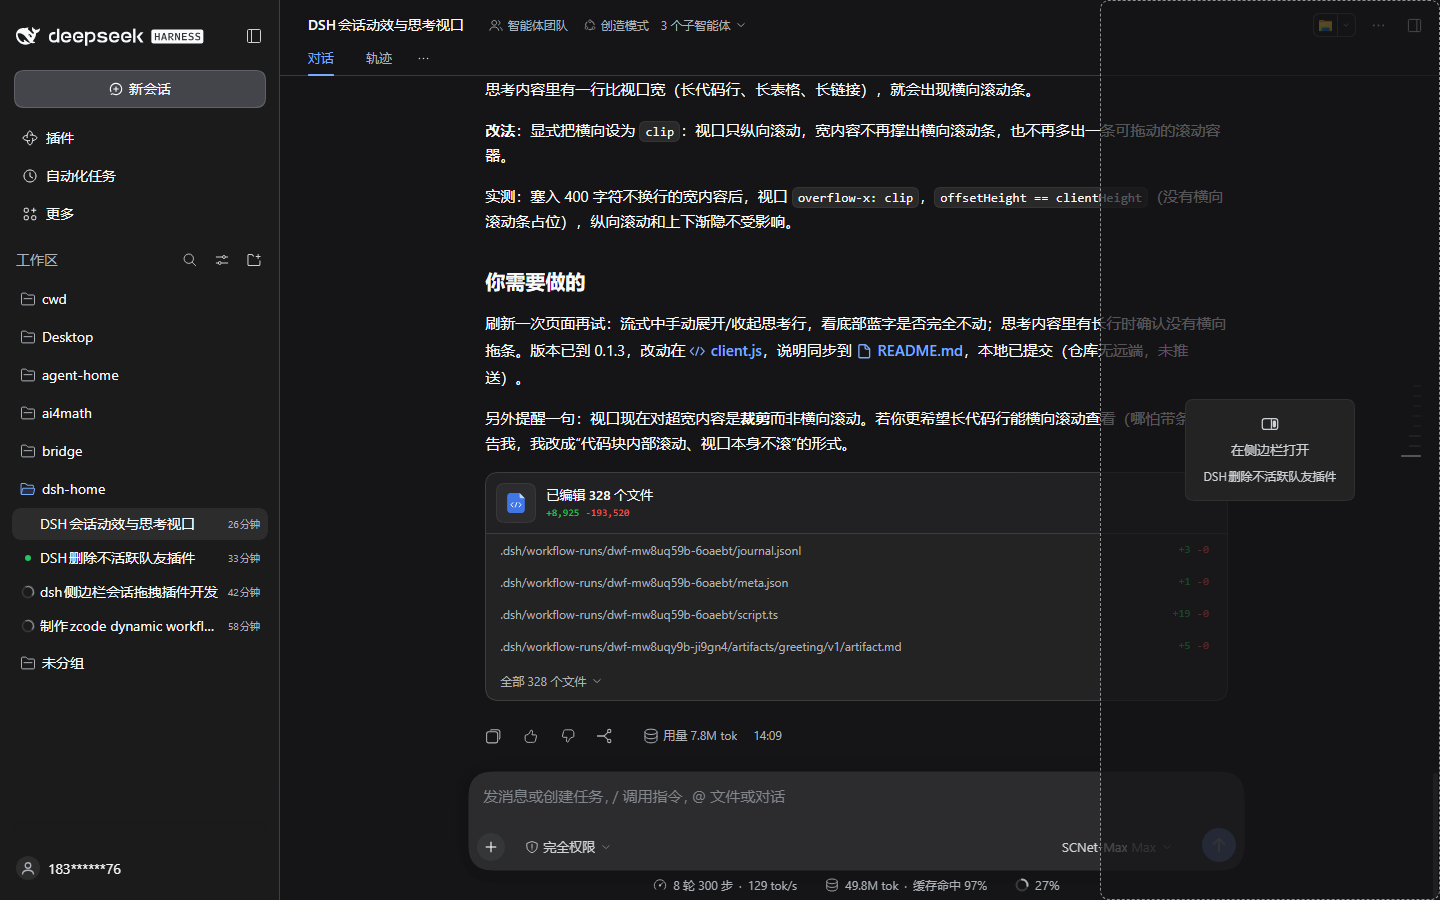 deepseek HARNESS
新会话
插件
自动化任务
更多
工作区
cwd
Desktop
agent-home
ai4math
bridge
dsh-home
DSH 会话动效与思考视口 26分钟
DSH删除不活跃队友插件 33分钟
dsh侧边栏会话拖拽插件开发 42分钟
制作zcode dynamic workfl... 58分钟
未分组
183******76
DSH 会话动效与思考视口 智能体团队 创造模式 3 个子智能体
对话 轨迹 ...
思考内容里有一行比视口宽（长代码行、长表格、长链接），就会出现横向滚动条。
改法：显式把横向设为 clip：视口只纵向滚动，宽内容不再撑出横向滚动条，也不再多出一条可拖动的滚动容
器。
实测：塞入 400 字符不换行的宽内容后，视口 overflow-x: clip，offsetHeight == clientHeight（没有横向
滚动条占位），纵向滚动和上下渐隐不受影响。
你需要做的
刷新一次页面再试：流式中手动展开/收起思考行，看底部蓝字是否完全不动；思考内容里有长行时确认没有横向
拖条。版本已到 0.1.3，改动在 client.js，说明同步到 README.md，本地已提交（仓库无远端，未推
送）。
另外提醒一句：视口现在对超宽内容是裁剪而非横向滚动。若你更希望长代码行能横向滚动查看（哪怕带条
告我，我改成“代码块内部滚动、视口本身不滚”的形式。
在侧边栏打开
DSH删除不活跃队友插件
已编辑 328 个文件
+8,925 -193,520
.dsh/workflow-runs/dwf-mw8uq59b-6oaebt/journal.jsonl +3 -0
.dsh/workflow-runs/dwf-mw8uq59b-6oaebt/meta.json +1 -0
.dsh/workflow-runs/dwf-mw8uq59b-6oaebt/script.ts +19 -0
.dsh/workflow-runs/dwf-mw8uqy9b-ji9gn4/artifacts/greeting/v1/artifact.md +5 -0
全部 328 个文件
用量 7.8M tok 14:09
发消息或创建任务, / 调用指令, @ 文件或对话
完全权限
SCNet-Max Max
8 轮 300 步 · 129 tok/s 49.8M tok · 缓存命中 97% 27%